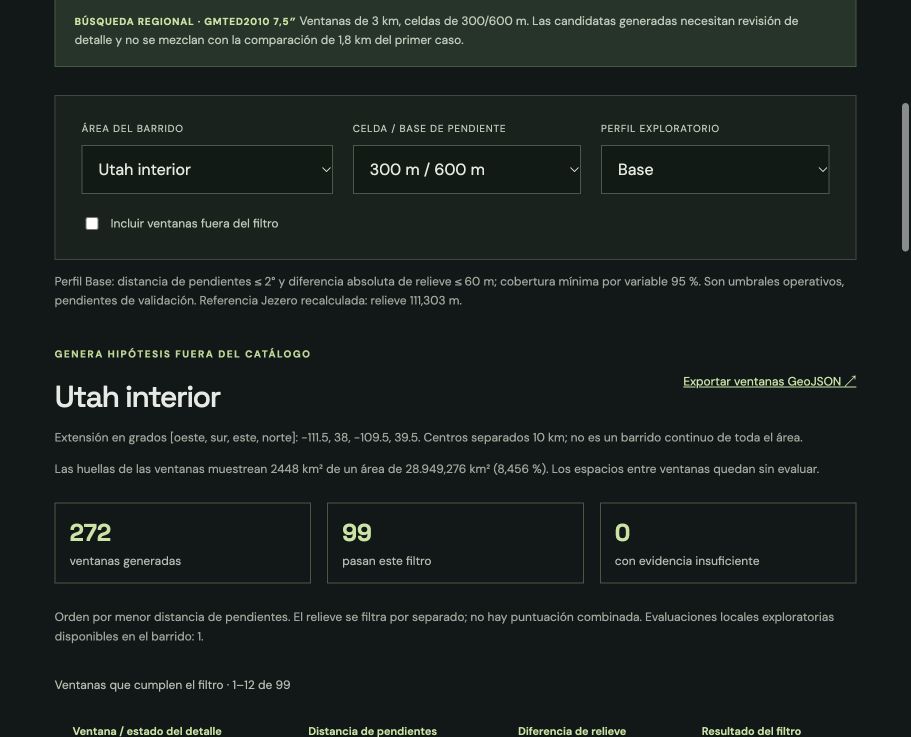 BÚSQUEDA REGIONAL · GMTED2010 7,5″ Ventanas de 3 km, celdas de 300/600 m. Las candidatas generadas necesitan revisión de
detalle y no se mezclan con la comparación de 1,8 km del primer caso.
ÁREA DEL BARRIDO
CELDA / BASE DE PENDIENTE
PERFIL EXPLORATORIO
Utah interior
300 m / 600 m
Base
Incluir ventanas fuera del filtro
Perfil Base: distancia de pendientes ≤ 2° y diferencia absoluta de relieve ≤ 60 m; cobertura mínima por variable 95 %. Son umbrales operativos,
pendientes de validación. Referencia Jezero recalculada: relieve 111,303 m.
GENERA HIPÓTESIS FUERA DEL CATÁLOGO
Utah interior
Exportar ventanas GeoJSON ↗
Extensión en grados [oeste, sur, este, norte]: -111.5, 38, -109.5, 39.5. Centros separados 10 km; no es un barrido continuo de toda el área.
Las huellas de las ventanas muestrean 2448 km² de un área de 28.949,276 km² (8,456 %). Los espacios entre ventanas quedan sin evaluar.
272
ventanas generadas
99
pasan este filtro
0
con evidencia insuficiente
Orden por menor distancia de pendientes. El relieve se filtra por separado; no hay puntuación combinada. Evaluaciones locales exploratorias
disponibles en el barrido: 1.
Ventanas que cumplen el filtro · 1–12 de 99
Ventana / estado del detalle
Distancia de pendientes
Diferencia de relieve
Resultado del filtro